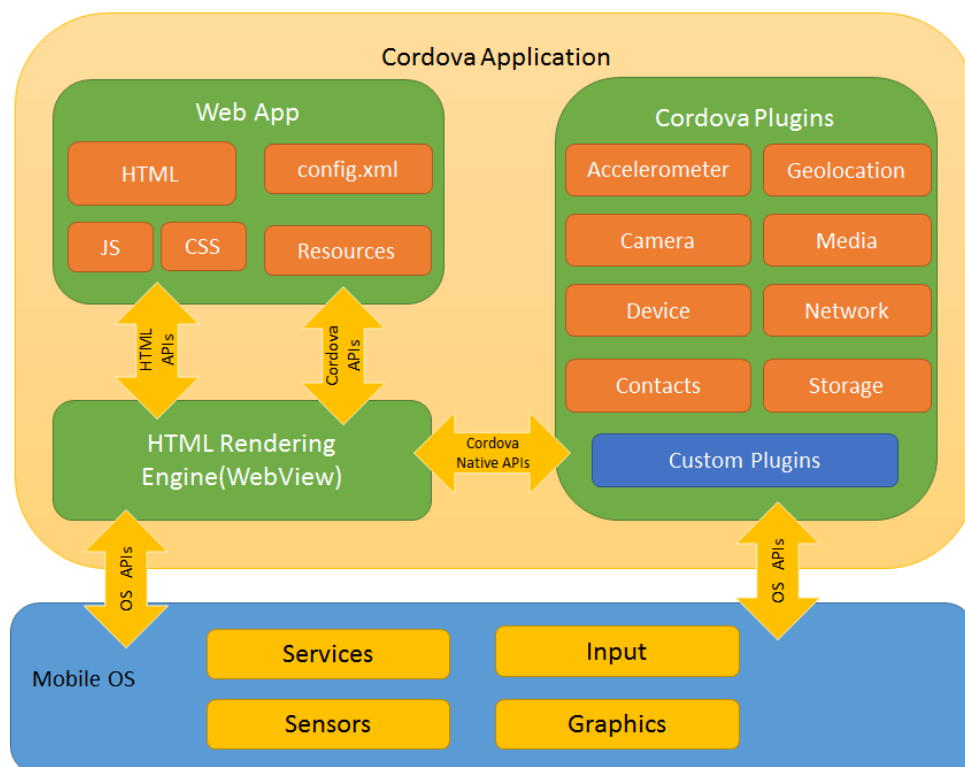 Cordova Application
Web App
HTML
config.xml
JS
CSS
Resources
HTML
APIs
Cordova
APIs
HTML Rendering
Engine(WebView)
Cordova
Native APIs
Cordova Plugins
Accelerometer
Geolocation
Camera
Media
Device
Network
Contacts
Storage
Custom Plugins
OS APIs
OS APIs
Mobile OS
Services
Input
Sensors
Graphics